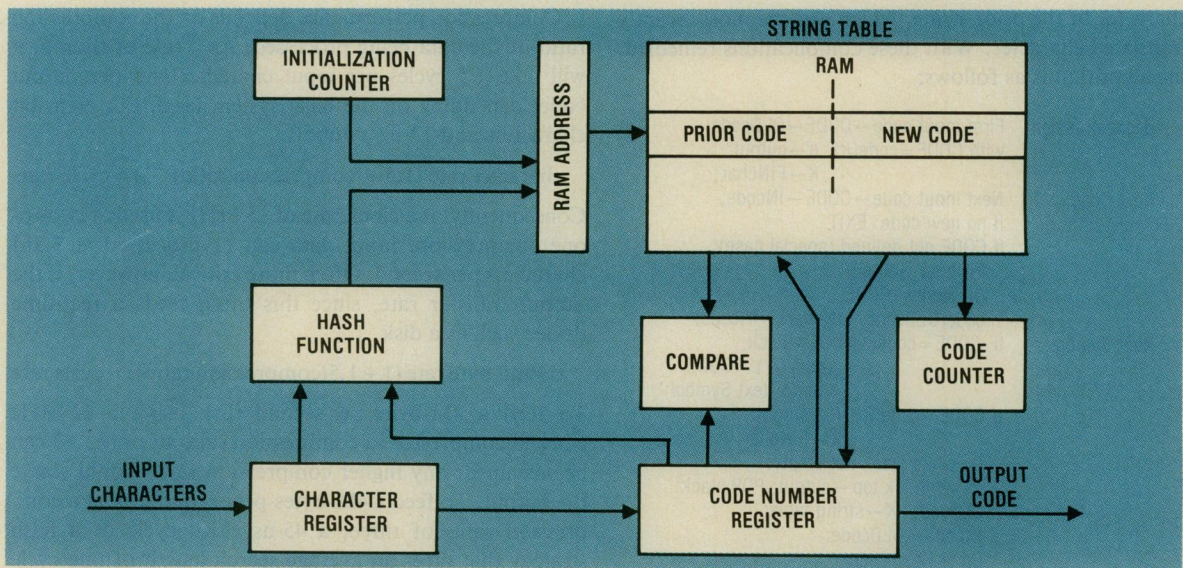 STRING TABLE
INITIALIZATION
COUNTER
RAM ADDRESS
RAM
PRIOR CODE
NEW CODE
HASH
FUNCTION
COMPARE
CODE
COUNTER
INPUT
CHARACTERS
CHARACTER
REGISTER
CODE NUMBER
REGISTER
OUTPUT
CODE